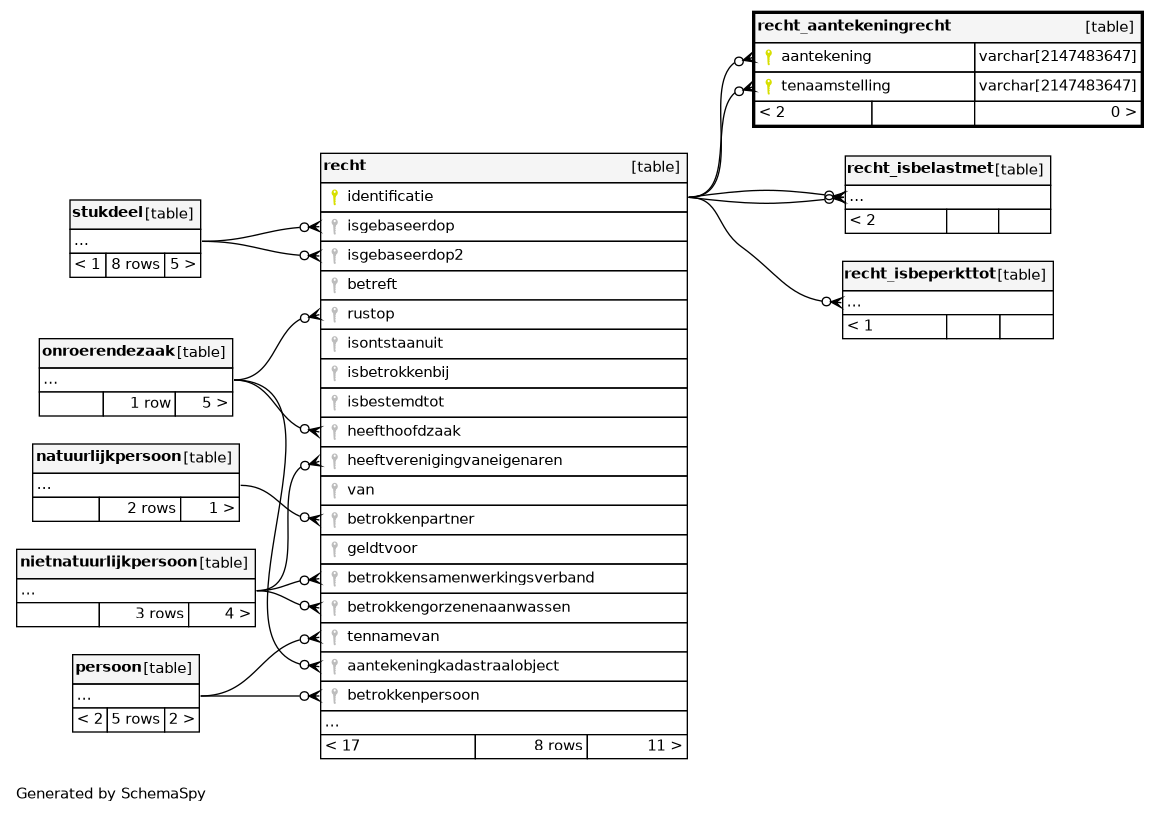 recht_aantekeningrecht [table]
aantekening varchar[2147483647]
tenaamstelling varchar[2147483647]
< 2 0 >
recht [table]
identificatie
isgebaseerdop
isgebaseerdop2
betreft
rustop
isontstaanuit
isbetrokkenbij
isbestemdtot
heefthoofdzaak
heeftverenigingvaneigenaren
van
betrokkenpartner
geldtvoor
betrokkensamenwerkingsverband
betrokkengorzenenaanwassen
tennamevan
aantekeningkadastraalobject
betrokkenpersoon
...
< 17 8 rows 11 >
recht_isbelastmet [table]
...
< 2
recht_isbeperkttot [table]
...
< 1
stukdeel [table]
...
< 1 8 rows 5 >
onroerendezaak [table]
...
1 row 5 >
natuurlijkpersoon [table]
...
2 rows 1 >
nietnatuurlijkpersoon [table]
...
3 rows 4 >
persoon [table]
...
< 2 5 rows 2 >
Generated by SchemaSpy